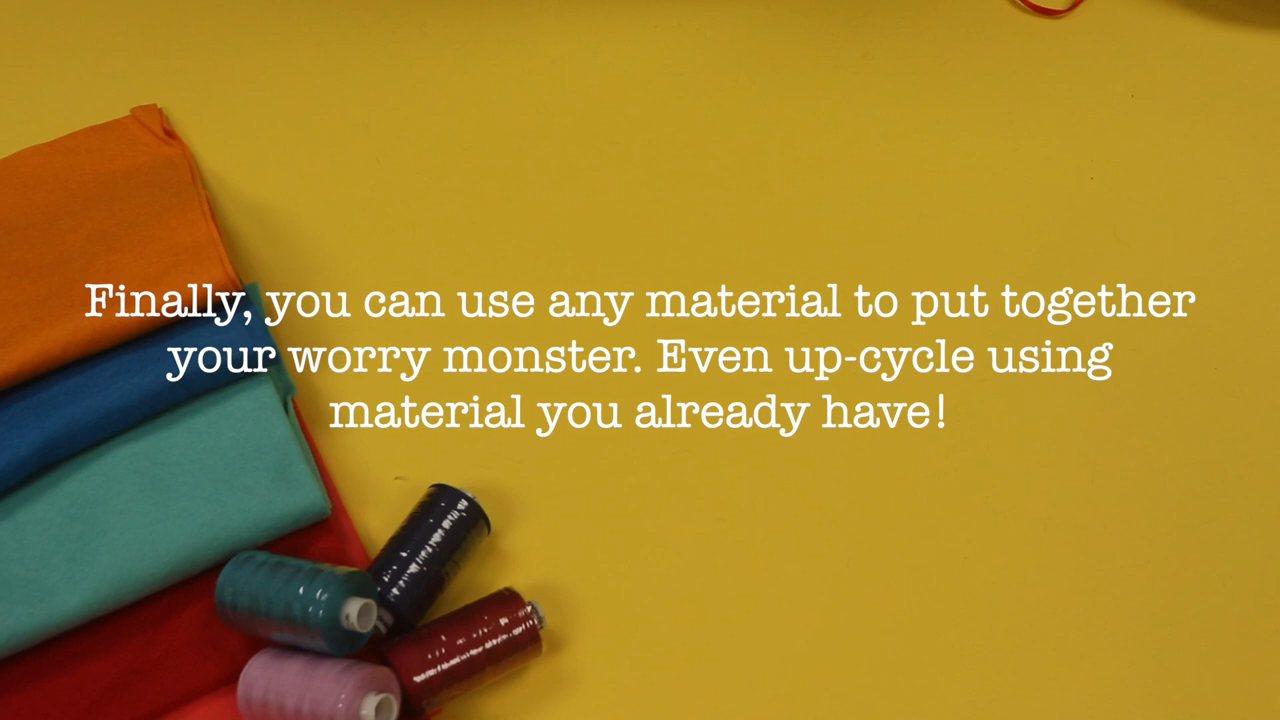 Finally, you can use any material to put together
your worry monster. Even up-cycle using
material you already have!